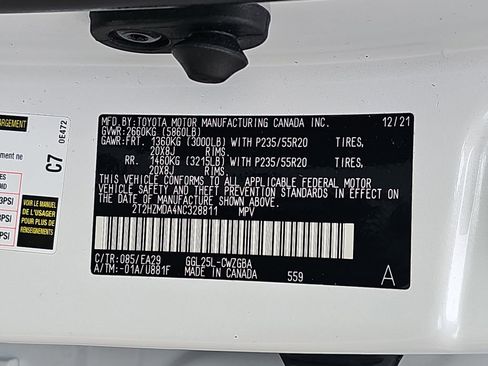 MFD.BY:TOYOTA MOTOR MANUFACTURING CANADA INC. 12/21
GVWR:2660KG (5860LB)
GAWR:FRT. 1360KG (3000LB) WITH P235/55R20 TIRES,
20X8J RIMS,
RR. 1460KG (3215LB) WITH P235/55R20 TIRES,
20X8J RIMS,
THIS VEHICLE CONFORMS TO ALL APPLICABLE FEDERAL MOTOR
VEHICLE SAFETY, BUMPER, AND THEFT PREVENTION STANDARDS IN EFFECT
ON THE DATE OF MANUFACTURE SHOWN ABOVE.
2T2HZMDA4NC328811 MPV
C/TR:085/EA29 GGL25L-CWZGBA
A/TM:-01A/U881F MADE IN CANADA 559
A
C7
0E472
VOIR LE MANUEL
DE L'USAGER
POUR PLUS DE
RENSEIGNEMENTS